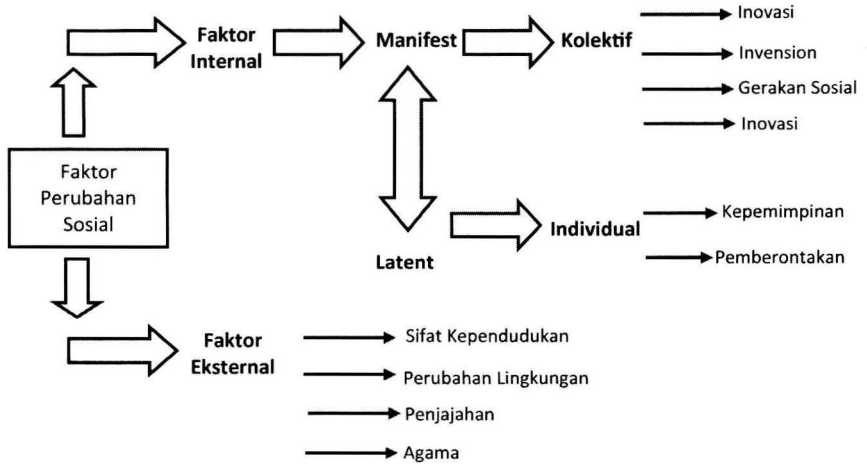 Faktor
Perubahan
Sosial
Faktor
Internal
Manifest
Kolektif
Inovasi
Invension
Gerakan Sosial
Inovasi
Latent
Individual
Kepemimpinan
Pemberontakan
Faktor
Eksternal
Sifat Kependudukan
Perubahan Lingkungan
Penjajahan
Agama